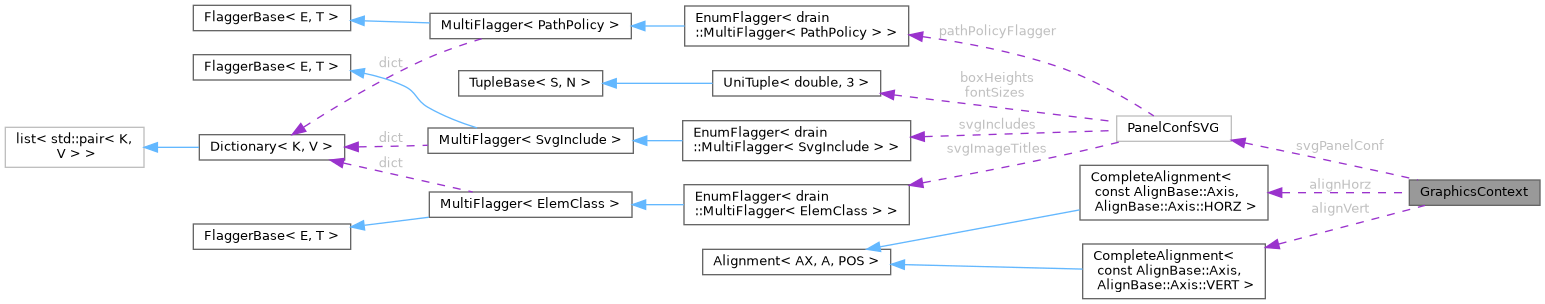 FlaggerBase< E, T >
MultiFlagger< PathPolicy >
EnumFlagger< drain
::MultiFlagger< PathPolicy > >
pathPolicyFlagger
dict
FlaggerBase< E, T >
TupleBase< S, N >
UniTuple< double, 3 >
boxHeights
fontSizes
list< std::pair< K,
V > >
Dictionary< K, V >
dict
MultiFlagger< SvgInclude >
EnumFlagger< drain
::MultiFlagger< SvgInclude > >
svgIncludes
svgImageTitles
PanelConfSVG
svgPanelConf
dict
MultiFlagger< ElemClass >
EnumFlagger< drain
::MultiFlagger< ElemClass > >
CompleteAlignment<
const AlignBase::Axis,
AlignBase::Axis::HORZ >
alignHorz
alignVert
GraphicsContext
FlaggerBase< E, T >
Alignment< AX, A, POS >
CompleteAlignment<
const AlignBase::Axis,
AlignBase::Axis::VERT >